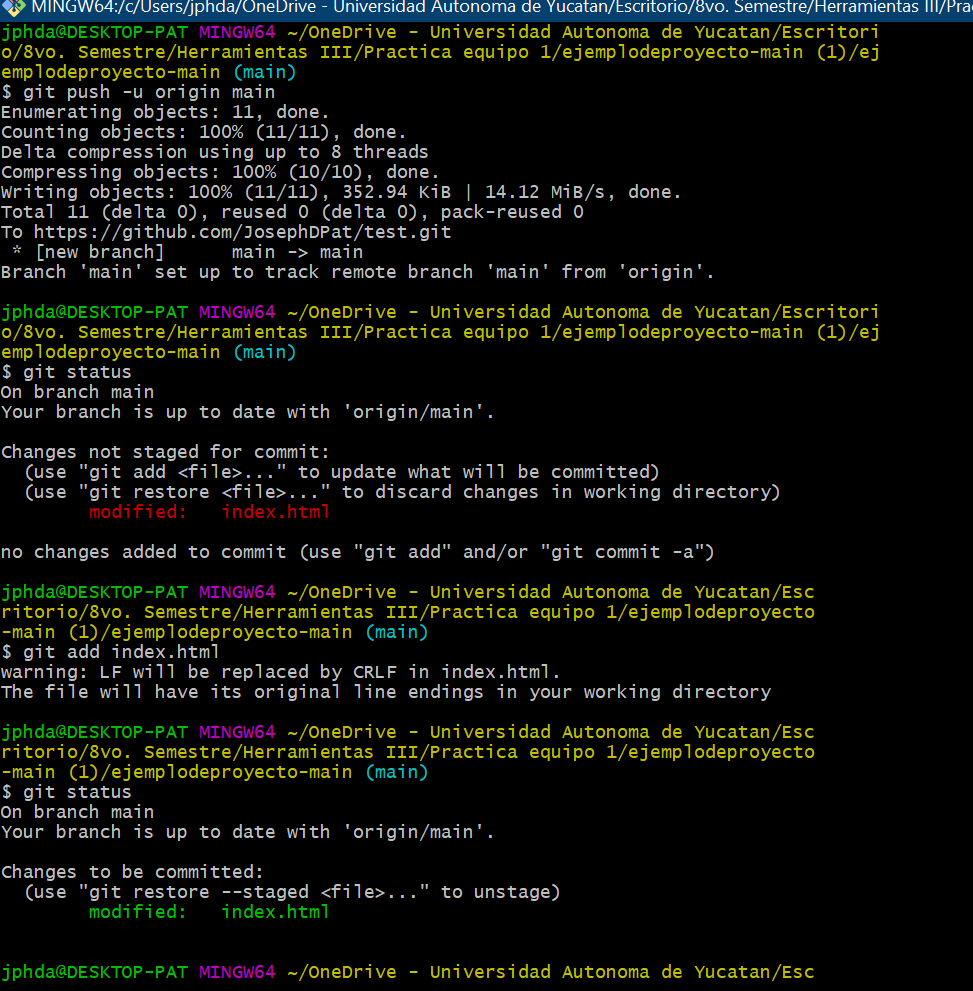 MINGW64:/c/Users/jphda/OneDrive - Universidad Autonoma de Yucatan/Escritorio/8vo. Semestre/Herramientas III/Prac
jphda@DESKTOP-PAT MINGW64 ~/OneDrive - Universidad Autonoma de Yucatan/Escritori
o/8vo. Semestre/Herramientas III/Practica equipo 1/ejemplodeproyecto-main (1)/ej
emplodeproyecto-main (main)
$ git push -u origin main
Enumerating objects: 11, done.
Counting objects: 100% (11/11), done.
Delta compression using up to 8 threads
Compressing objects: 100% (10/10), done.
Writing objects: 100% (11/11), 352.94 KiB | 14.12 MiB/s, done.
Total 11 (delta 0), reused 0 (delta 0), pack-reused 0
To https://github.com/JosephDPat/test.git
 * [new branch]      main -> main
Branch 'main' set up to track remote branch 'main' from 'origin'.
jphda@DESKTOP-PAT MINGW64 ~/OneDrive - Universidad Autonoma de Yucatan/Escritori
o/8vo. Semestre/Herramientas III/Practica equipo 1/ejemplodeproyecto-main (1)/ej
emplodeproyecto-main (main)
$ git status
On branch main
Your branch is up to date with 'origin/main'.
Changes not staged for commit:
  (use "git add <file>..." to update what will be committed)
  (use "git restore <file>..." to discard changes in working directory)
        modified:   index.html
no changes added to commit (use "git add" and/or "git commit -a")
jphda@DESKTOP-PAT MINGW64 ~/OneDrive - Universidad Autonoma de Yucatan/Esc
ritorio/8vo. Semestre/Herramientas III/Practica equipo 1/ejemplodeproyecto
-main (1)/ejemplodeproyecto-main (main)
$ git add index.html
warning: LF will be replaced by CRLF in index.html.
The file will have its original line endings in your working directory
jphda@DESKTOP-PAT MINGW64 ~/OneDrive - Universidad Autonoma de Yucatan/Esc
ritorio/8vo. Semestre/Herramientas III/Practica equipo 1/ejemplodeproyecto
-main (1)/ejemplodeproyecto-main (main)
$ git status
On branch main
Your branch is up to date with 'origin/main'.
Changes to be committed:
  (use "git restore --staged <file>..." to unstage)
        modified:   index.html
jphda@DESKTOP-PAT MINGW64 ~/OneDrive - Universidad Autonoma de Yucatan/Esc